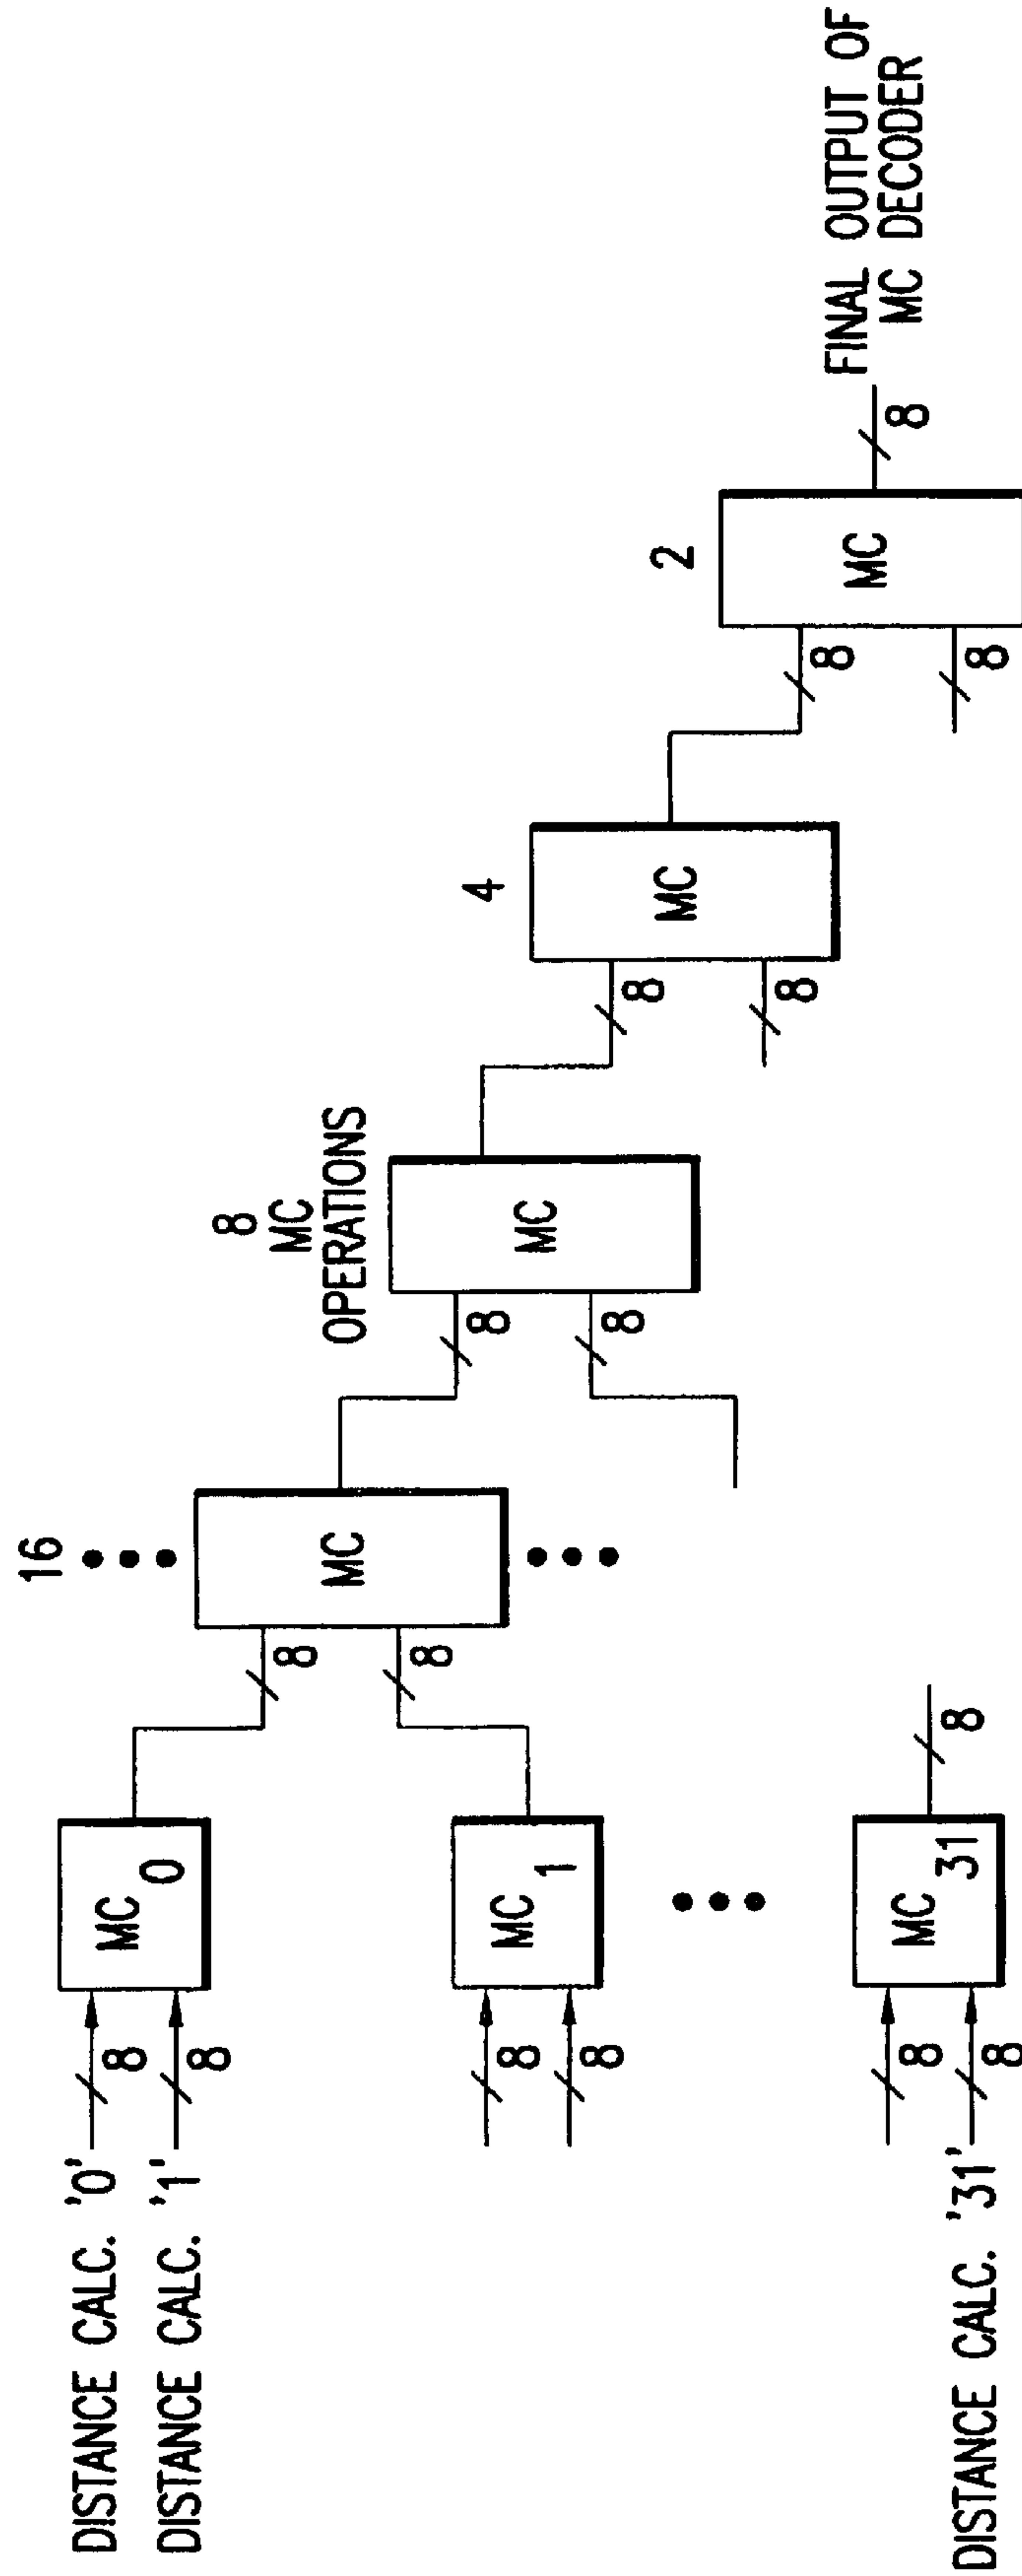 DISTANCE CALC. '0'
DISTANCE CALC. '1'
8
8
MC 0
8
8
MC 1
DISTANCE CALC. '31'
8
8
MC 31
8
16
8
8
MC
8
MC
OPERATIONS
8
8
MC
4
8
8
MC
2
8
8
MC
8
FINAL OUTPUT OF
MC DECODER